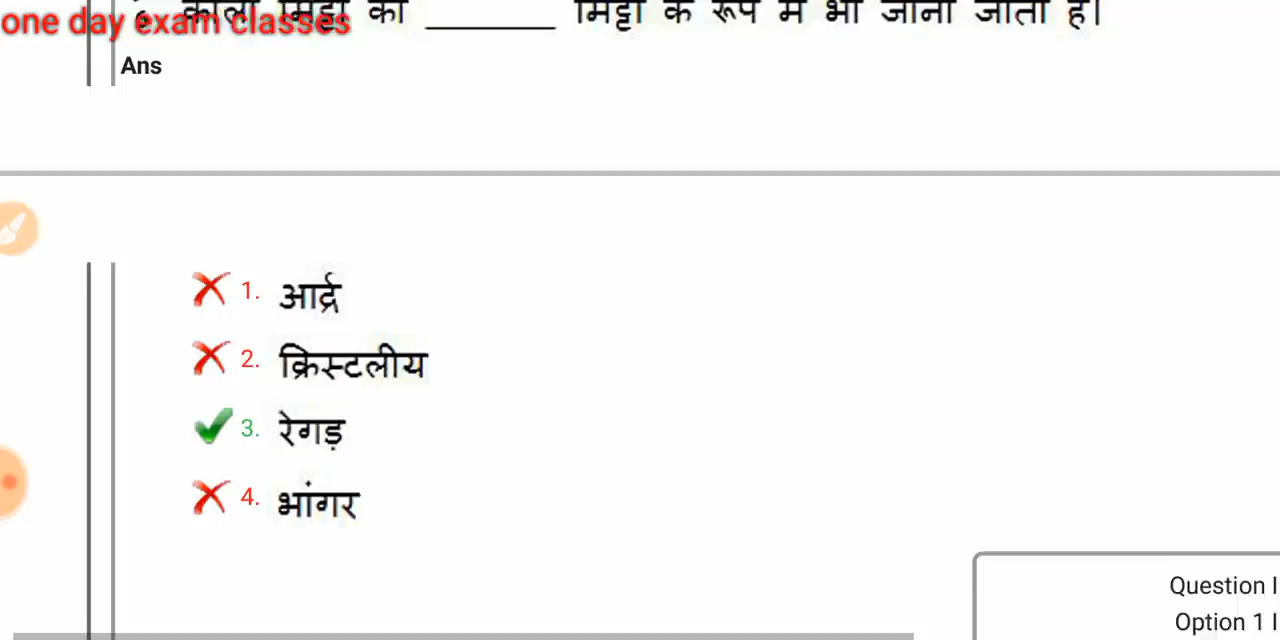 काली मिट्टी को ________ मिट्टी के रूप में भी जाना जाता है।
one day exam classes
Ans
1. आर्द्र
2. क्रिस्टलीय
3. रेगड़
4. भांगर
Question I
Option 1 I